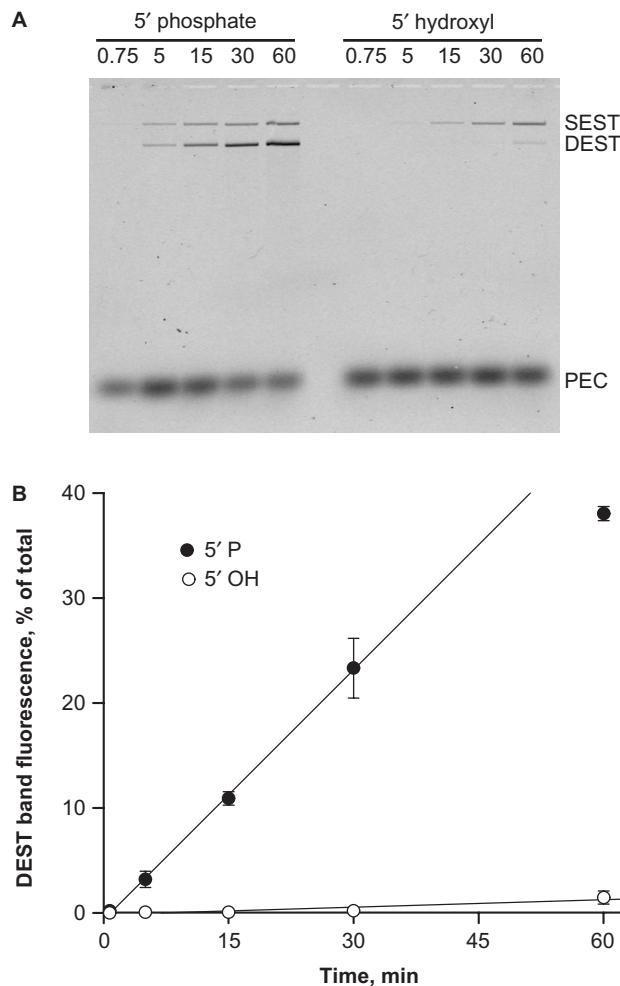 A
5′ phosphate 5′ hydroxyl
0.75 5 15 30 60 0.75 5 15 30 60
SEST
DEST
PEC
B
DEST band fluorescence, % of total
40
30
20
10
0
5′ P
5′ OH
0 15 30 45 60
Time, min